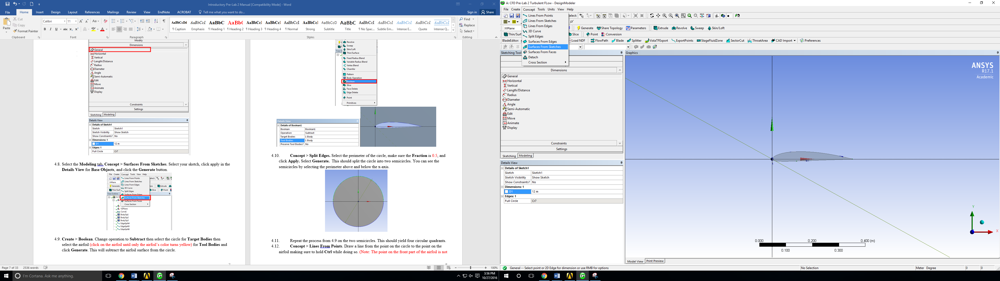 Introductory Pre-Lab 2 Manual [Compatibility Mode] - Word
File Home Insert Design Layout References Mailings Review View EndNote ACROBAT Tell me what you want to do... Sign in Share
Paste
Cut
Copy
Format Painter
Calibri 11
¶ Caption Emphasis ¶ Heading 1 ¶ Heading 2 ¶ Heading 3 ¶ Heading 4 ¶ Normal Strong Subtitle Title ¶ No Spac... Subtle Em... Intense E... Quote Intense Q...
Find
Replace
Select
Clipboard Font Paragraph Styles Editing
Modify
Dimensions
General
Horizontal
Vertical
Length/Distance
Radius
Diameter
Angle
Semi-Automatic
Edit
Move
Animate
Display
Constraints
Settings
Sketching Modeling
Details View
Details of Sketch1
Sketch Sketch1
Sketch Visibility Show Sketch
Show Constraints? No
Dimensions: 1
D1 12 m
Edges: 1
Full Circle Cr7
4.8. Select the Modeling tab, Concept > Surfaces From Sketches. Select your sketch, click apply in the
Details View for Base Objects, and click the Generate button.
File Create Concept Tools View Help
Lines From Points
Lines From Sketches
Lines From Edges
3D Curve
Split Edges
Surfaces From Edges
Surfaces From Sketches
Surfaces From Faces
Cross Section
XYPlane
Generate
Extrude
Thin/Surf
Slice Point
Tree Outline
YZPlane
Curve1
BodyOp1
BodyOp2
BodyOp3
EdgeSplit4
EdgeSplit5
EdgeSplit6
4.9. Create > Boolean. Change operation to Subtract then select the circle for Target Bodies then
select the airfoil (click on the airfoil until only the airfoil's color turns yellow) for Tool Bodies and
click Generate. This will subtract the airfoil surface from the circle.
7
Revolve
Sweep
Skin/Loft
Thin/Surface
Fixed Radius Blend
Variable Radius Blend
Vertex Blend
Chamfer
Pattern
Body Operation
Boolean
Slice
Face Delete
Edge Delete
Point
Primitives
Details View
Details of Boolean1
Boolean Boolean1
Operation Subtract
Target Bodies 1 Body
Tool Bodies 1 Body
Preserve Tool Bodies? No
4.10. Concept > Split Edges. Select the perimeter of the circle, make sure the Fraction is 0.5, and
click Apply. Select Generate. This should split the circle into two semicircles. You can see the
semicircles by selecting the perimeter above and below the x-axis.
4.11. Repeat the process from 4.9 on the two semicircles. This should yield four circular quadrants.
4.12. Concept > Lines From Points. Draw a line from the point on the circle to the point on the
airfoil making sure to hold Ctrl while doing so. (Note: The point on the front part of the airfoil is not
8
Page 7 of 33 2536 words 100%
I'm Cortana. Ask me anything.
3:56 PM
10/27/2016
A: CFD Pre-Lab 2 Turbulent FLow - DesignModeler
File Create Concept Tools Units View Help
Lines From Points
Lines From Sketches
Lines From Edges
3D Curve
Split Edges
Surfaces From Edges
Surfaces From Sketches
Surfaces From Faces
Detach
Cross Section
Select:
XYPlane
Generate Share Topology Parameters Extrude Revolve Sweep Skin/Loft
Thin/Surf Slice Point Conversion
BladeEditor: Load NDF FlowPath Blade Splitter VistaTFExport ExportPoints StageFluidZone SectorCut ThroatArea CAD Import Preferences
Sketching Tool
Graphics
Dimensions
General
Horizontal
Vertical
Length/Distance
Radius
Diameter
Angle
Semi-Automatic
Edit
Move
Animate
Display
Constraints
Settings
Sketching Modeling
Details View
Details of Sketch1
Sketch Sketch1
Sketch Visibility Show Sketch
Show Constraints? No
Dimensions: 1
D1 12 m
Edges: 1
Full Circle Cr7
ANSYS
R17.1
Academic
Y
X
0.000 0.200 0.400 (m)
0.100 0.300
Model View Print Preview
General -- Select point or 2D Edge for dimension or use RMB for options No Selection Meter Degree 0 0